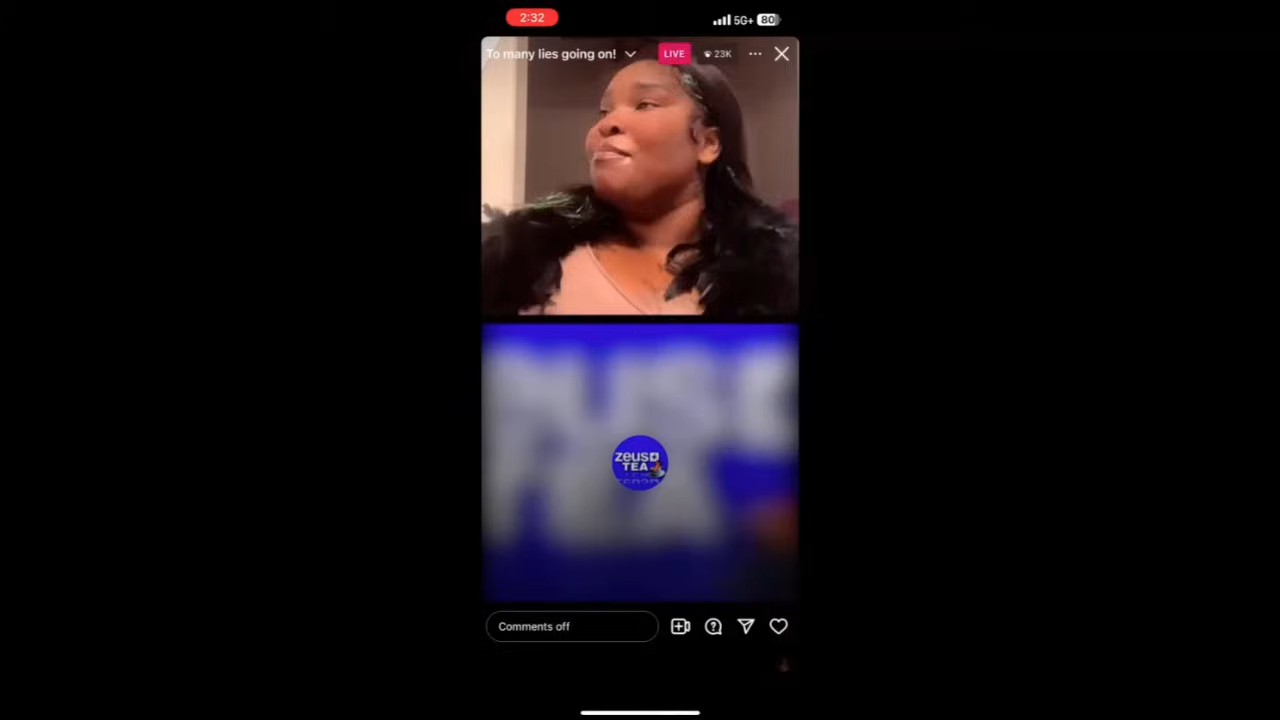 2:32
5G+ 80
To many lies going on!
LIVE
23K
ZEUS
TEA
Comments off